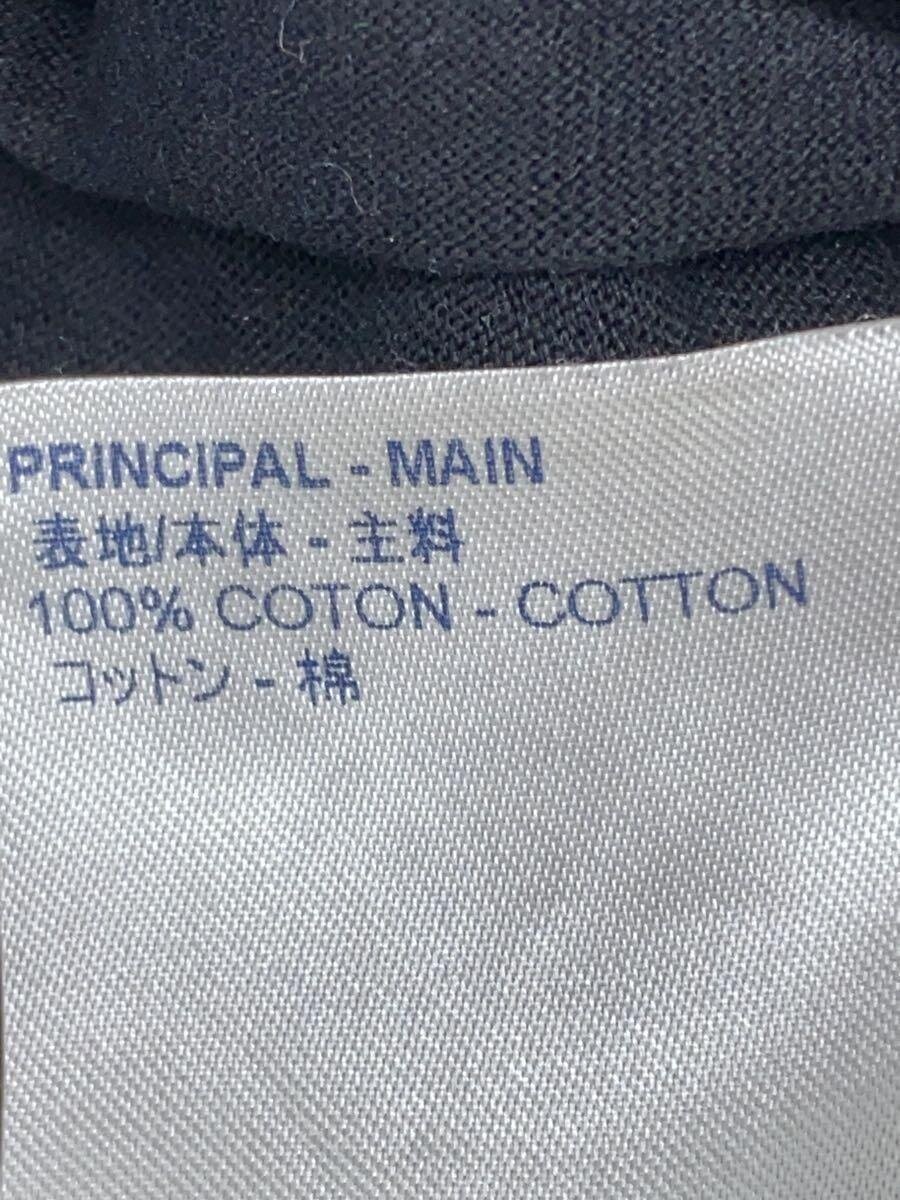 PRINCIPAL - MAIN
表地/本体 - 主料
100% COTON - COTTON
コットン - 棉